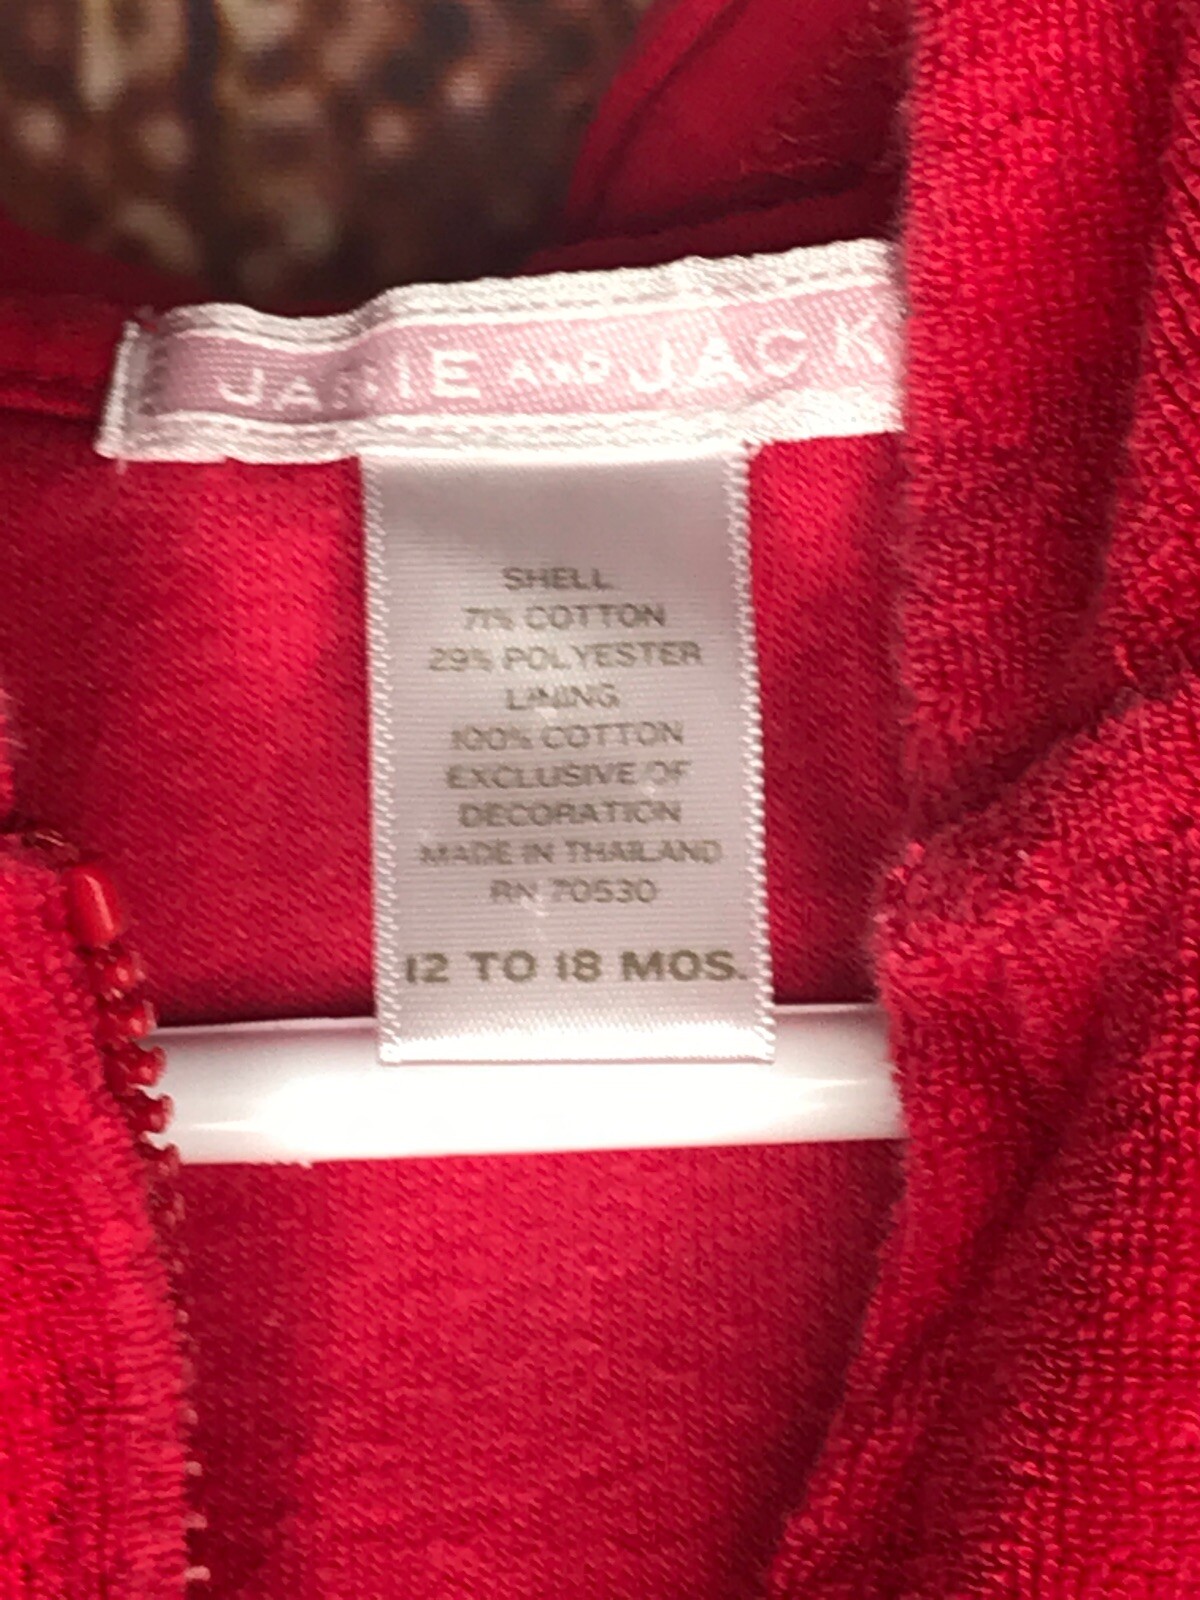 JANIE AND JACK
SHELL
71% COTTON
29% POLYESTER
LINING
100% COTTON
EXCLUSIVE OF
DECORATION
MADE IN THAILAND
RN 70530
12 TO 18 MOS.